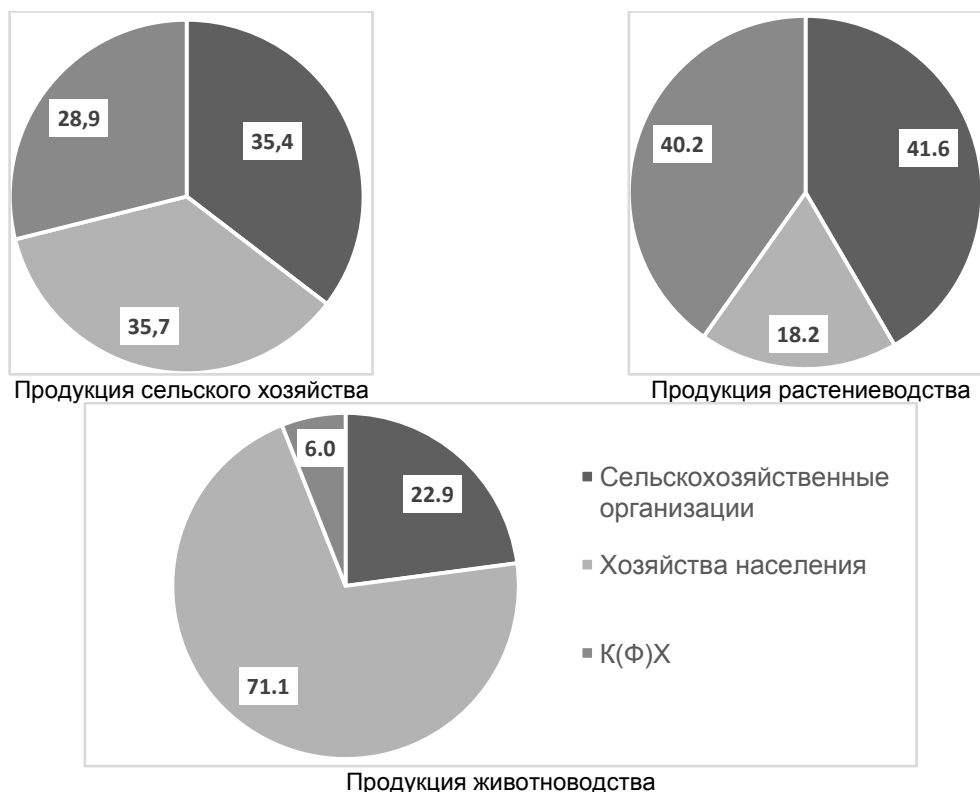 28,9
35,4
35,7
Продукция сельского хозяйства
40.2
41.6
18.2
Продукция растениеводства
6.0
22.9
71.1
Сельскохозяйственные
организации
Хозяйства населения
К(Ф)Х
Продукция животноводства